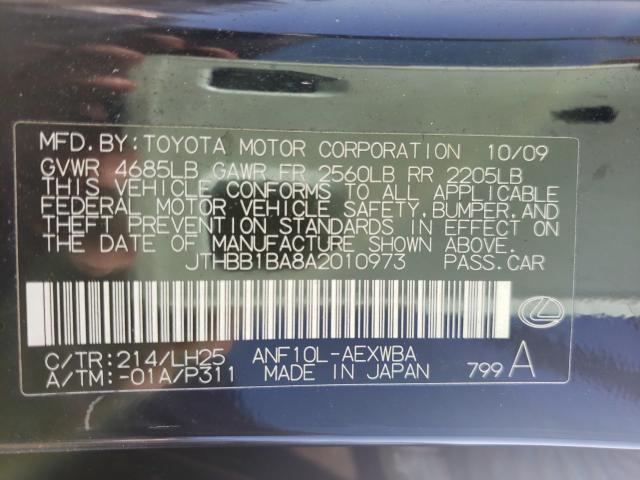 MFD. BY: TOYOTA MOTOR CORPORATION 10/09
GVWR 4685LB GAWR FR 2560LB RR 2205LB
THIS VEHICLE CONFORMS TO ALL APPLICABLE
FEDERAL MOTOR VEHICLE SAFETY, BUMPER, AND
THEFT PREVENTION STANDARDS IN EFFECT ON
THE DATE OF MANUFACTURE SHOWN ABOVE.
JTHBB1BA8A2010973 PASS. CAR
C/TR: 214/LH25 ANF10L-AEXWBA
A/TM: -01A/P311 MADE IN JAPAN 799 A